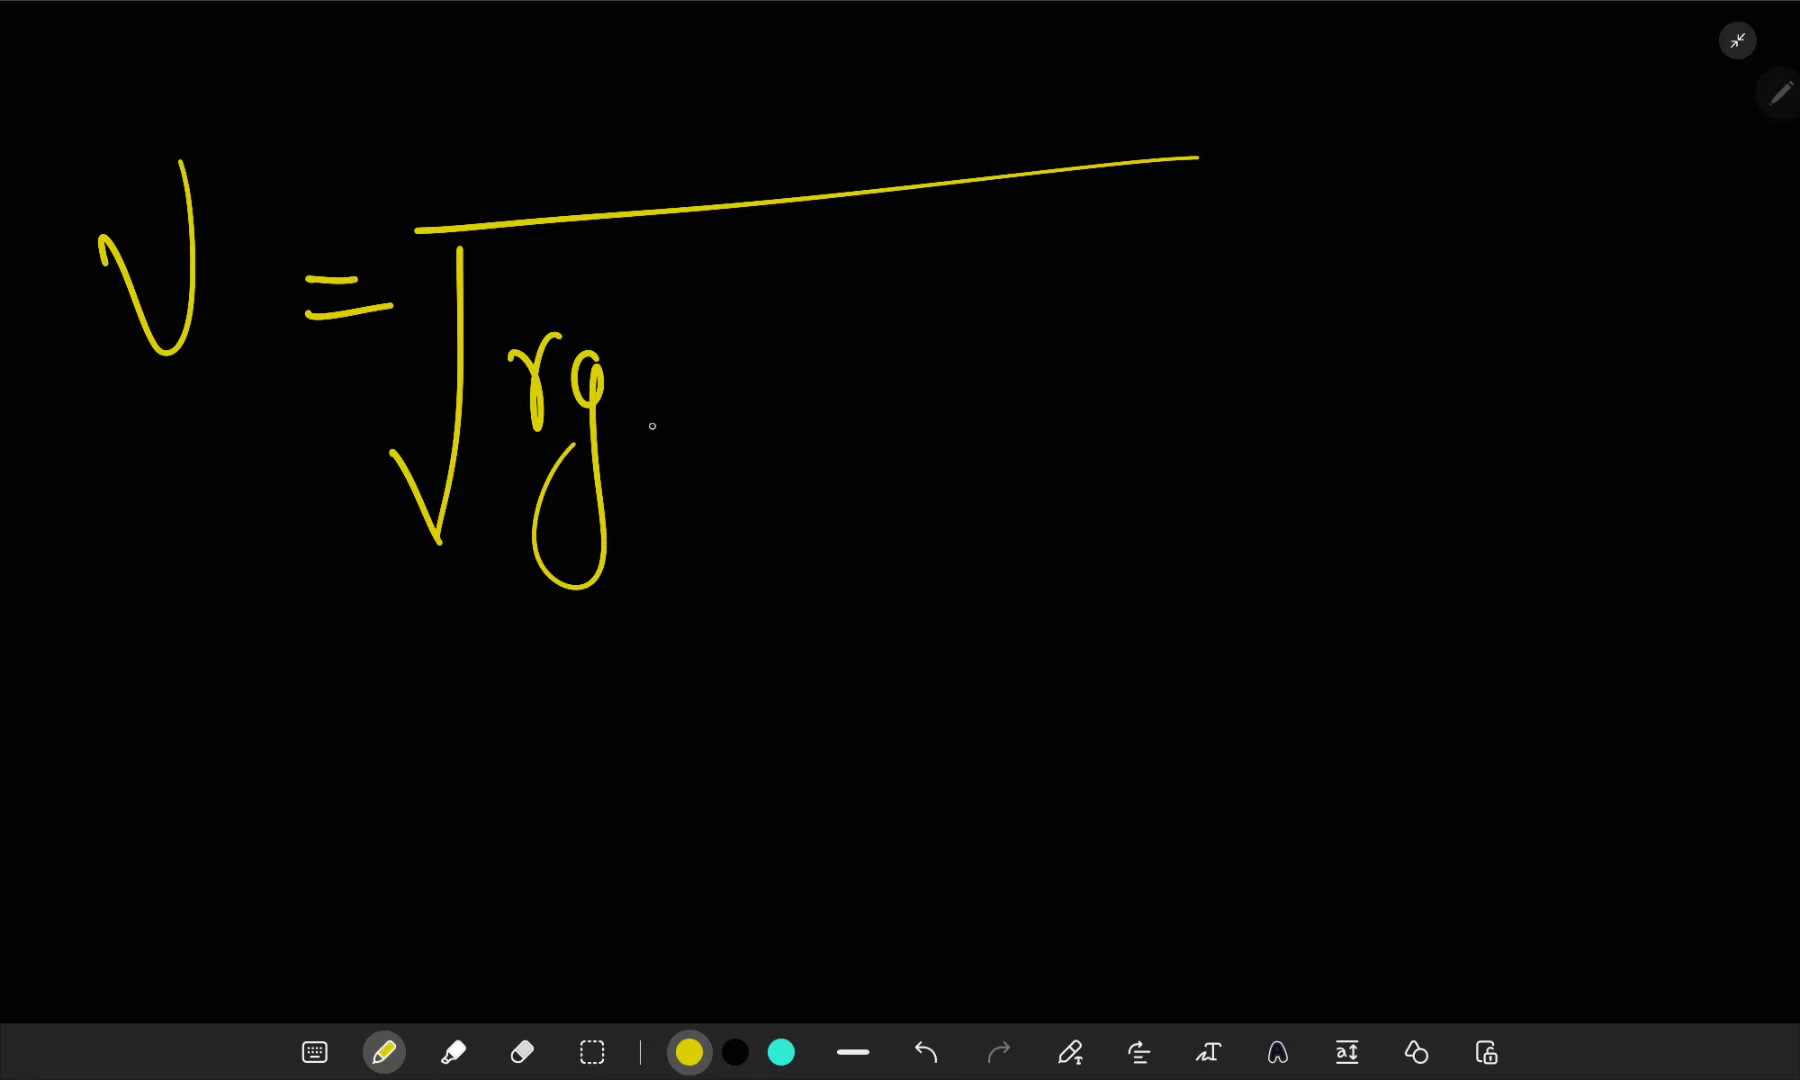 v = √rg